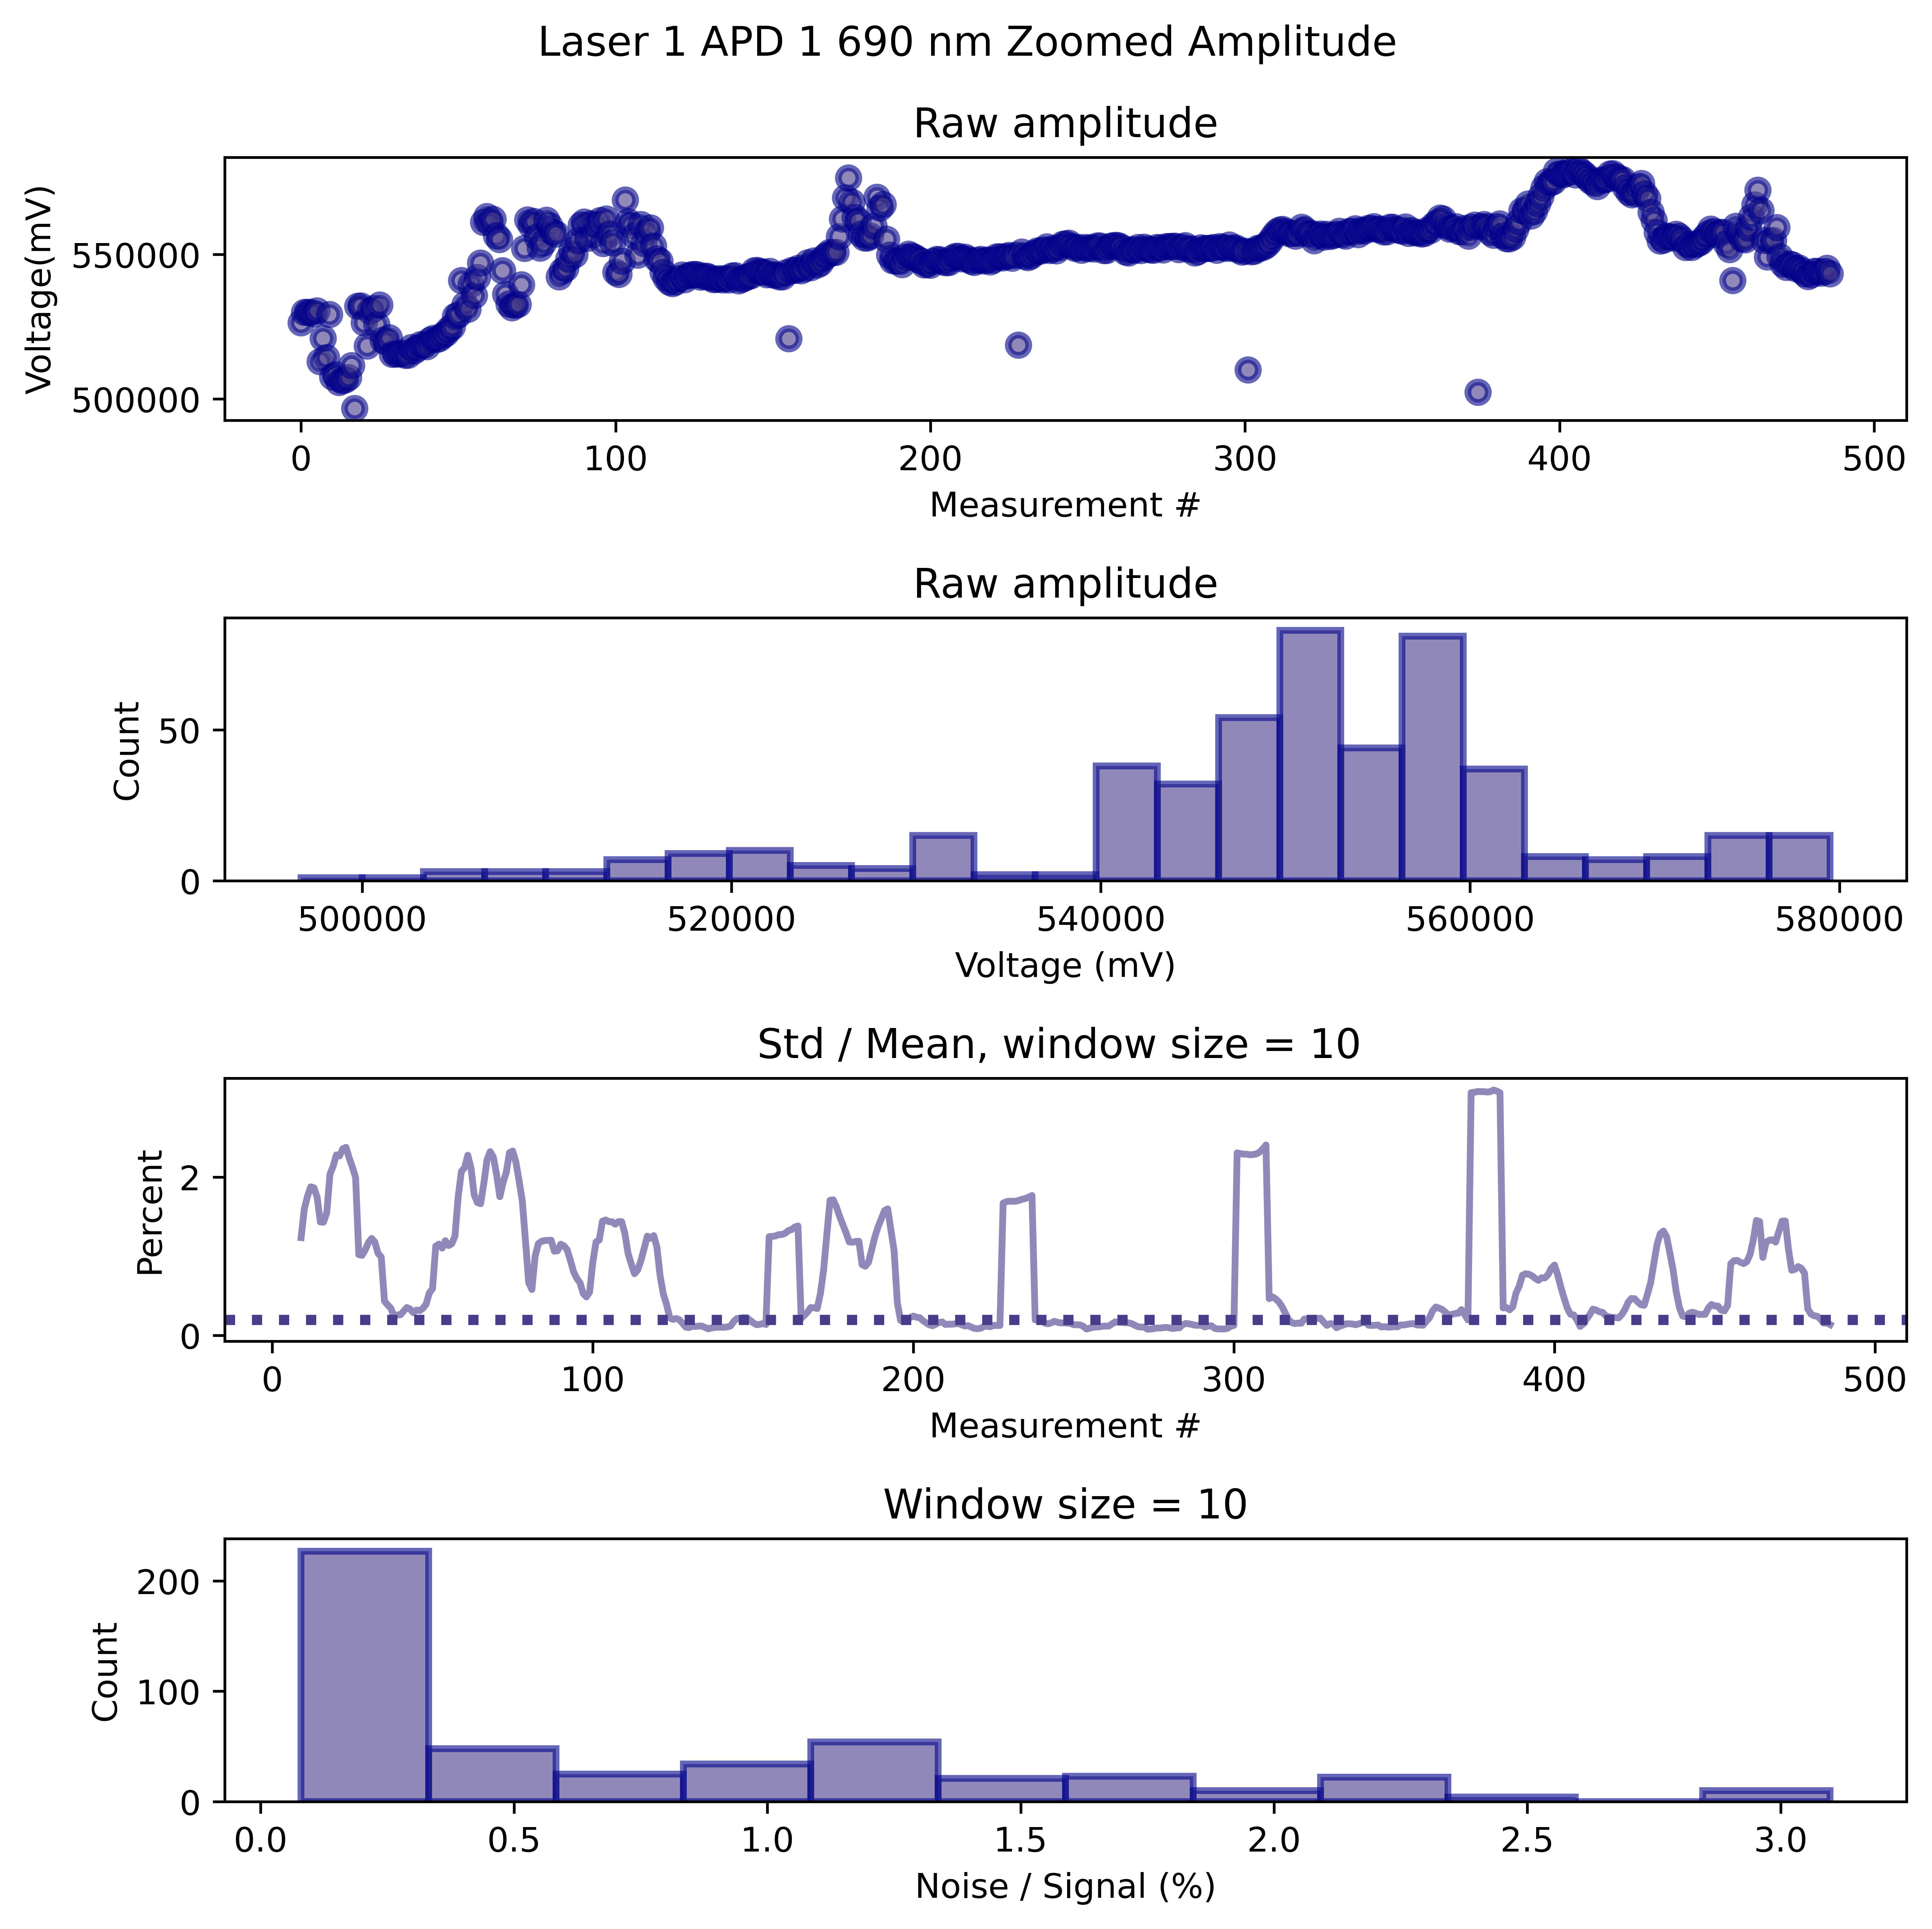 Laser 1 APD 1 690 nm Zoomed Amplitude
Raw amplitude
Voltage(mV)
550000
500000
0 100 200 300 400 500
Measurement #
Raw amplitude
Count
50
0
500000 520000 540000 560000 580000
Voltage (mV)
Std / Mean, window size = 10
Percent
2
0
0 100 200 300 400 500
Measurement #
Window size = 10
Count
200
100
0
0.0 0.5 1.0 1.5 2.0 2.5 3.0
Noise / Signal (%)